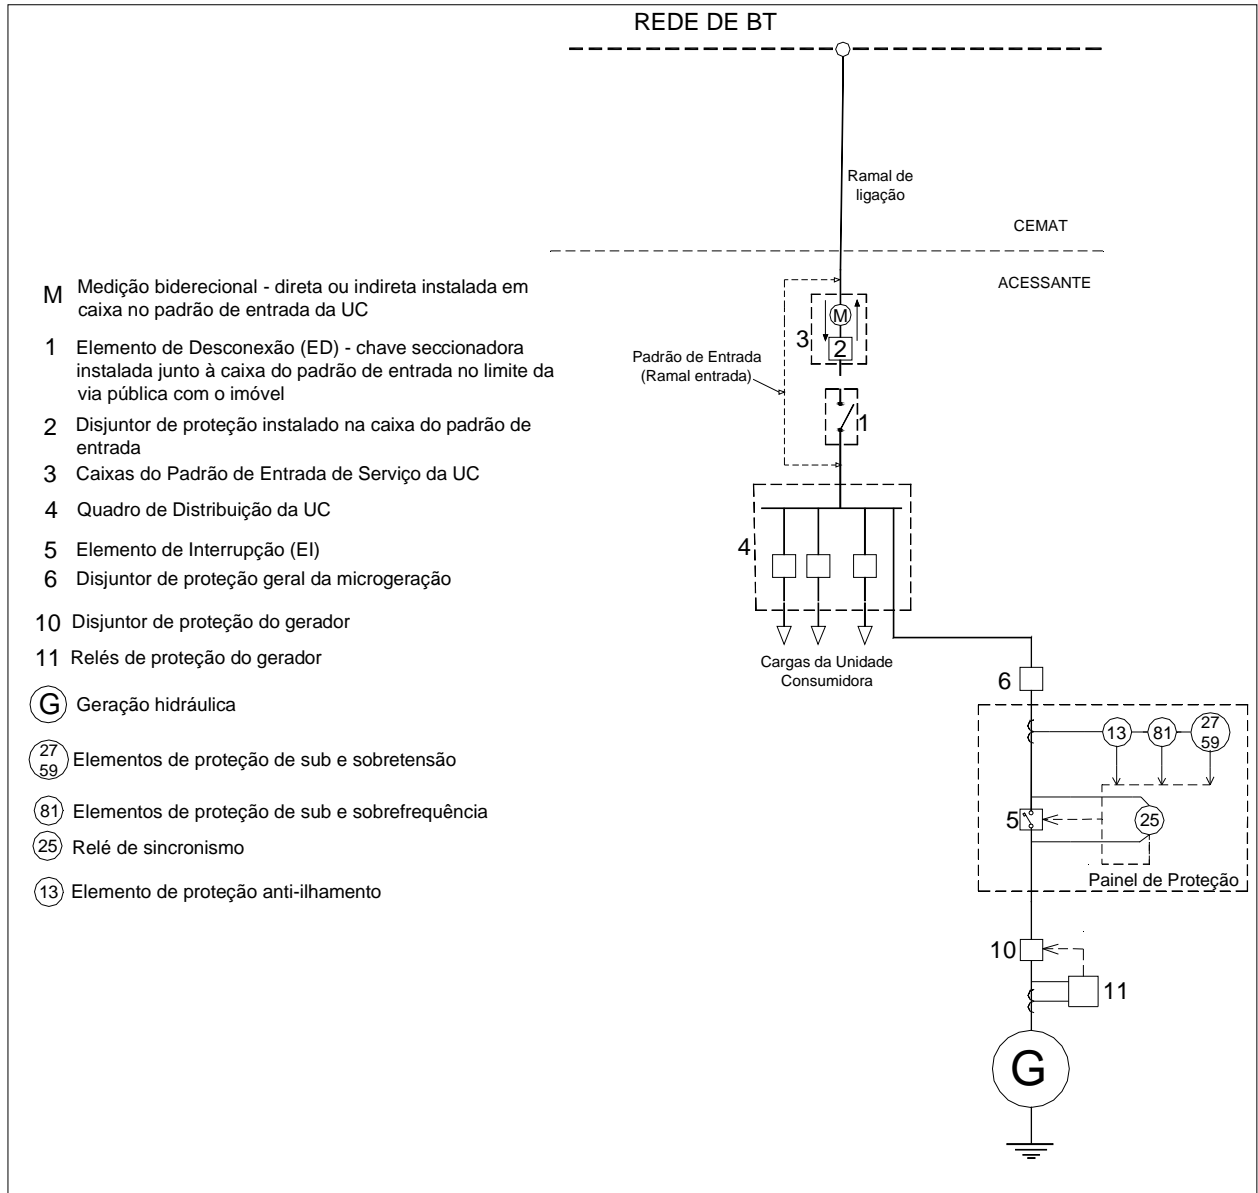 REDE DE BT
Ramal de
ligação
CEMAT
ACESSANTE
M Medição biderecional - direta ou indireta instalada em
caixa no padrão de entrada da UC
1 Elemento de Desconexão (ED) - chave seccionadora
instalada junto à caixa do padrão de entrada no limite da
via pública com o imóvel
2 Disjuntor de proteção instalado na caixa do padrão de
entrada
3 Caixas do Padrão de Entrada de Serviço da UC
4 Quadro de Distribuição da UC
5 Elemento de Interrupção (EI)
6 Disjuntor de proteção geral da microgeração
10 Disjuntor de proteção do gerador
11 Relés de proteção do gerador
G Geração hidráulica
27
59 Elementos de proteção de sub e sobretensão
81 Elementos de proteção de sub e sobrefrequência
25 Relé de sincronismo
13 Elemento de proteção anti-ilhamento
M
3
2
Padrão de Entrada
(Ramal entrada)
1
4
Cargas da Unidade
Consumidora
6
13
81
27
59
5
25
Painel de Proteção
10
11
G